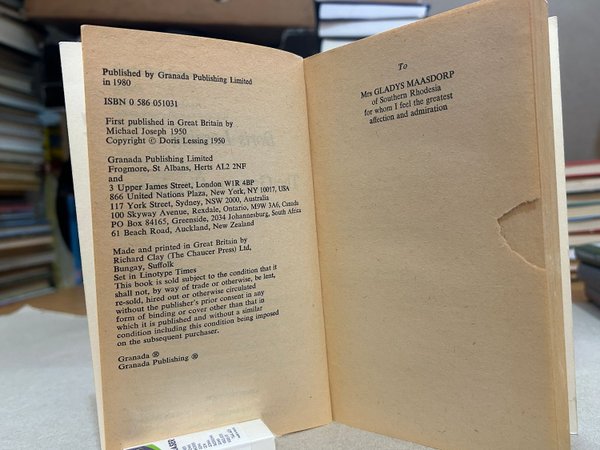 Published by Granada Publishing Limited
in 1980
ISBN 0 586 051031
First published in Great Britain by
Michael Joseph 1950
Copyright © Doris Lessing 1950
Granada Publishing Limited
Frogmore, St Albans, Herts AL2 2NF
and
3 Upper James Street, London W1R 4BP
866 United Nations Plaza, New York, NY 10017, USA
117 York Street, Sydney, NSW 2000, Australia
100 Skyway Avenue, Rexdale, Ontario, M9W 3A6, Canada
PO Box 84165, Greenside, 2034 Johannesburg, South Africa
61 Beach Road, Auckland, New Zealand
Made and printed in Great Britain by
Richard Clay (The Chaucer Press) Ltd,
Bungay, Suffolk
Set in Linotype Times
This book is sold subject to the condition that it
shall not, by way of trade or otherwise, be lent,
re-sold, hired out or otherwise circulated
without the publisher's prior consent in any
form of binding or cover other than that in
which it is published and without a similar
condition including this condition being imposed
on the subsequent purchaser.
Granada ®
Granada Publishing ®
To
Mrs GLADYS MAASDORP
of Southern Rhodesia
for whom I feel the greatest
affection and admiration